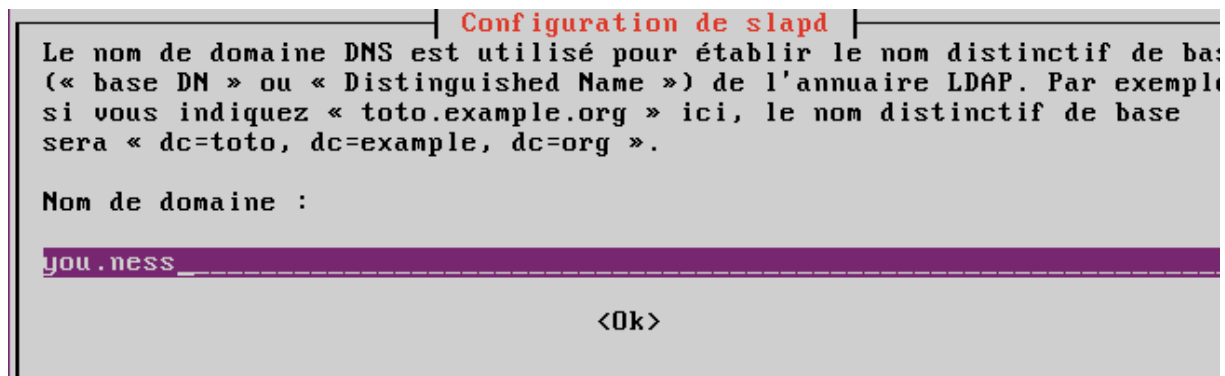 Configuration de slapd
Le nom de domaine DNS est utilisé pour établir le nom distinctif de
(« base DN » ou « Distinguished Name ») de l'annuaire LDAP. Par exemple
si vous indiquez « toto.example.org » ici, le nom distinctif de base
sera « dc=toto, dc=example, dc=org ».
Nom de domaine :
you.ness
<Ok>